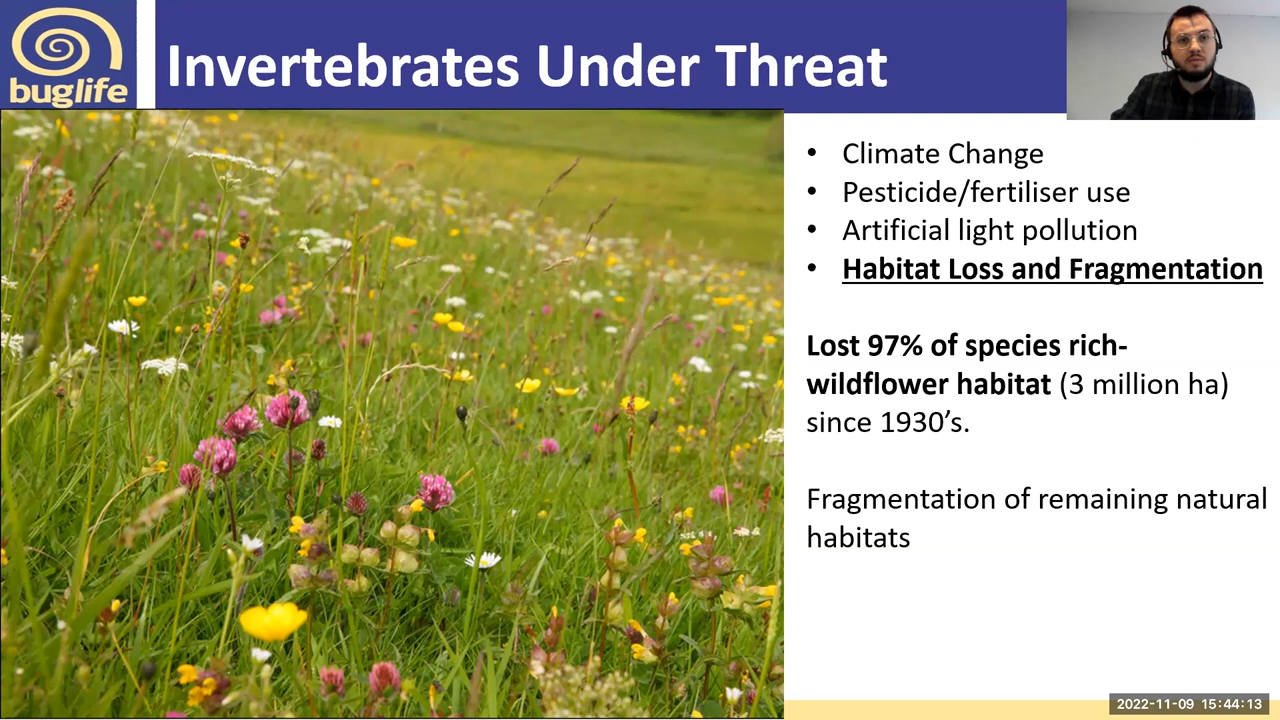 buglife
Invertebrates Under Threat
• Climate Change
• Pesticide/fertiliser use
• Artificial light pollution
• Habitat Loss and Fragmentation
Lost 97% of species rich-
wildflower habitat (3 million ha)
since 1930’s.
Fragmentation of remaining natural
habitats
2022-11-09 15:44:13